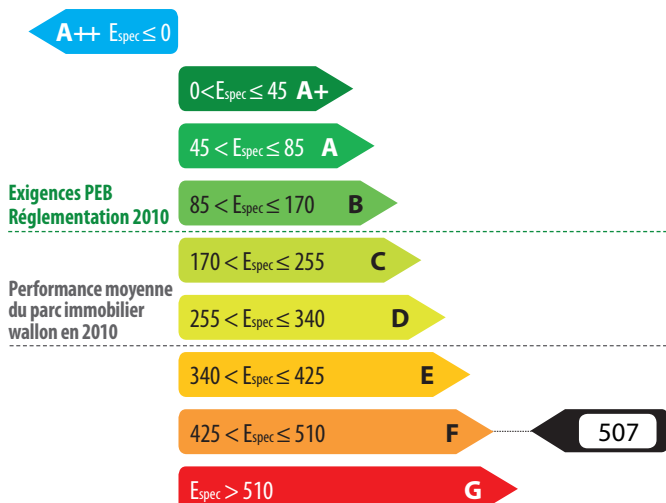 A++ Espec ≤ 0
0<Espec ≤ 45 A+
45 < Espec ≤ 85 A
Exigences PEB
Réglementation 2010
85 < Espec ≤ 170 B
170 < Espec ≤ 255 C
Performance moyenne
du parc immobilier
wallon en 2010
255 < Espec ≤ 340 D
340 < Espec ≤ 425 E
425 < Espec ≤ 510 F
507
Espec > 510 G